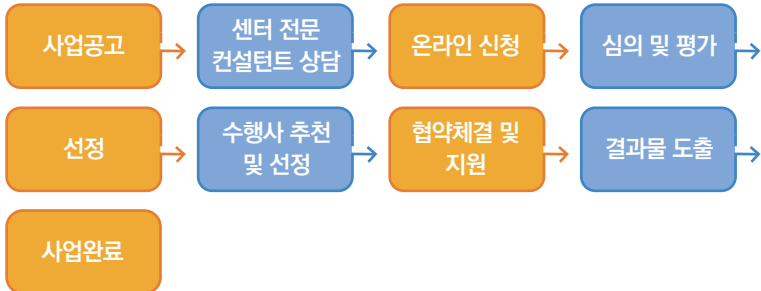 사업공고
센터 전문
컨설턴트 상담
온라인 신청
심의 및 평가
선정
수행사 추천
및 선정
협약체결 및
지원
결과물 도출
사업완료